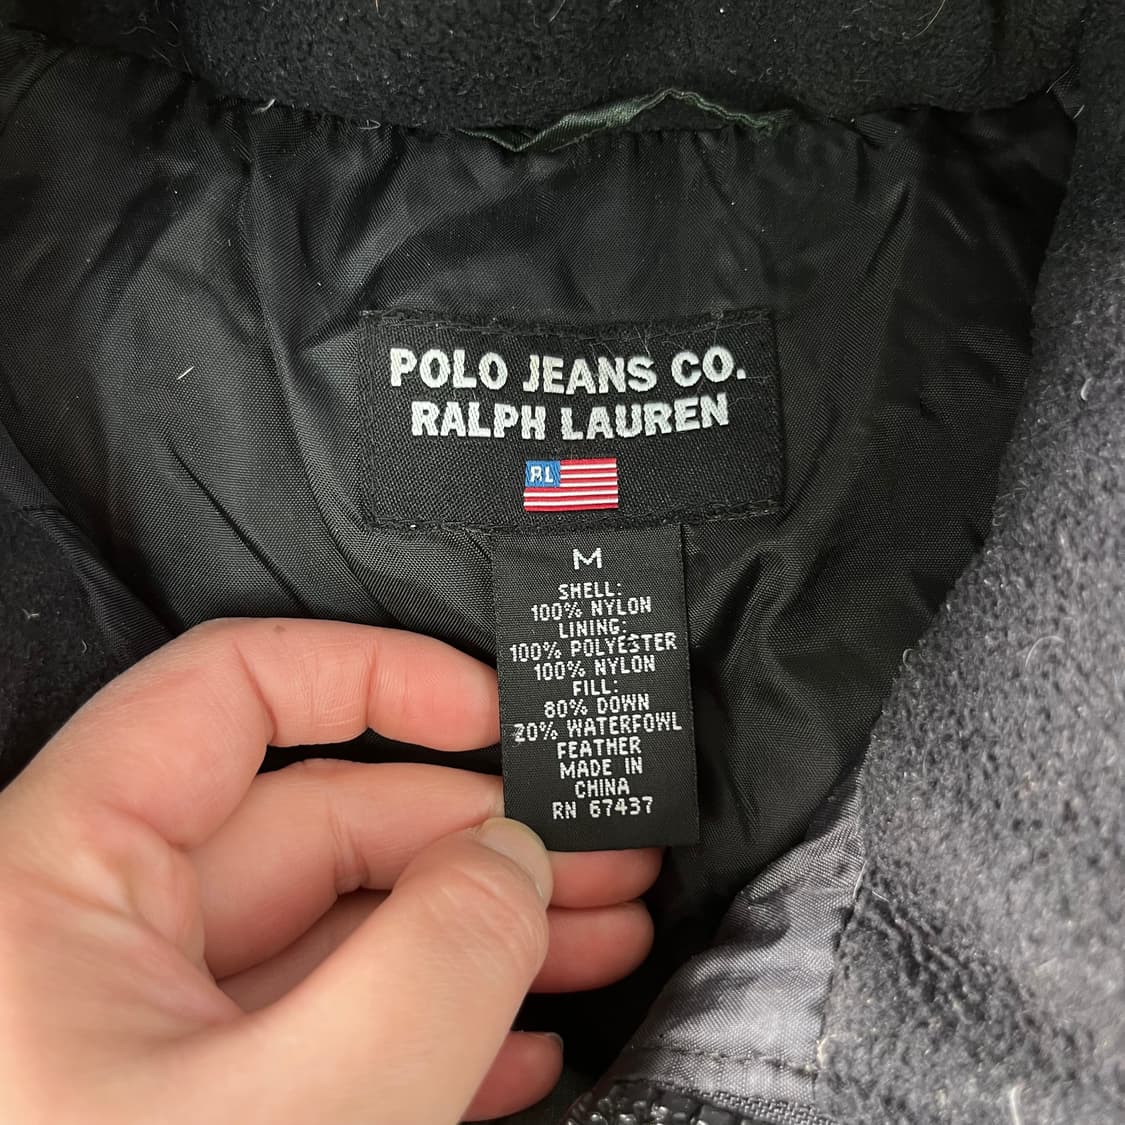 POLO JEANS CO.
RALPH LAUREN
RL
M
SHELL:
100% NYLON
LINING:
100% POLYESTER
100% NYLON
FILL:
80% DOWN
20% WATERFOWL
FEATHER
MADE IN
CHINA
RN 67437